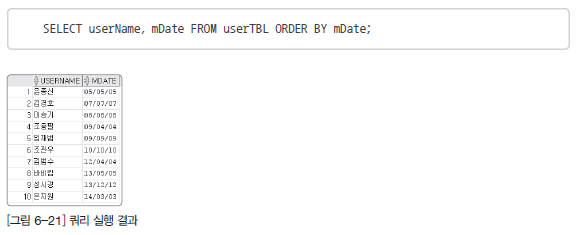 SELECT userName, mDate FROM userTBL ORDER BY mDate;
USERNAME MDATE
1 윤종신 05/05/05
2 김경호 07/07/07
3 이승기 08/08/08
4 조용필 09/04/04
5 임재범 09/09/09
6 조관우 10/10/10
7 김범수 12/04/04
8 바비킴 13/05/05
9 성시경 13/12/12
10 은지원 14/03/03
[그림 6-21] 쿼리 실행 결과